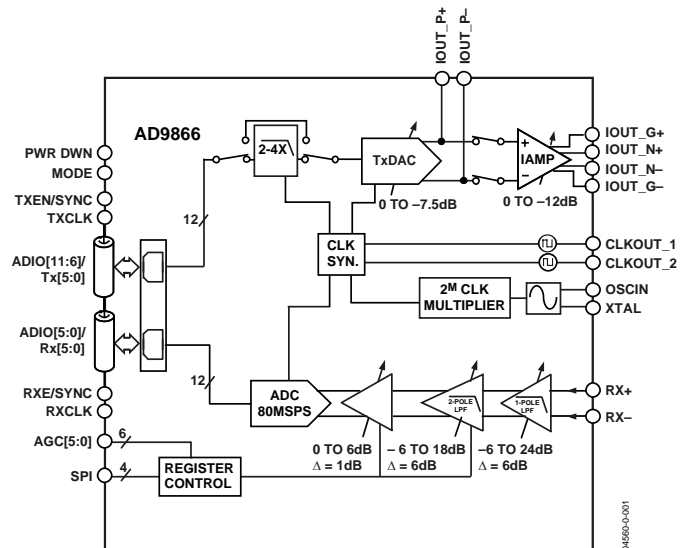 IOUT_P+
IOUT_P–
AD9866
PWR DWN
MODE
TXEN/SYNC
TXCLK
ADIO[11:6]/
Tx[5:0]
ADIO[5:0]/
Rx[5:0]
RXE/SYNC
RXCLK
AGC[5:0]
SPI
12
12
6
4
2-4X
TxDAC
0 TO –7.5dB
+
–
IAMP
0 TO –12dB
IOUT_G+
IOUT_N+
IOUT_N–
IOUT_G–
CLK
SYN.
CLKOUT_1
CLKOUT_2
2M CLK
MULTIPLIER
OSCIN
XTAL
ADC
80MSPS
2-POLE
LPF
1-POLE
LPF
RX+
RX–
0 TO 6dB
Δ = 1dB
– 6 TO 18dB
Δ = 6dB
–6 TO 24dB
Δ = 6dB
REGISTER
CONTROL
04560-0-001